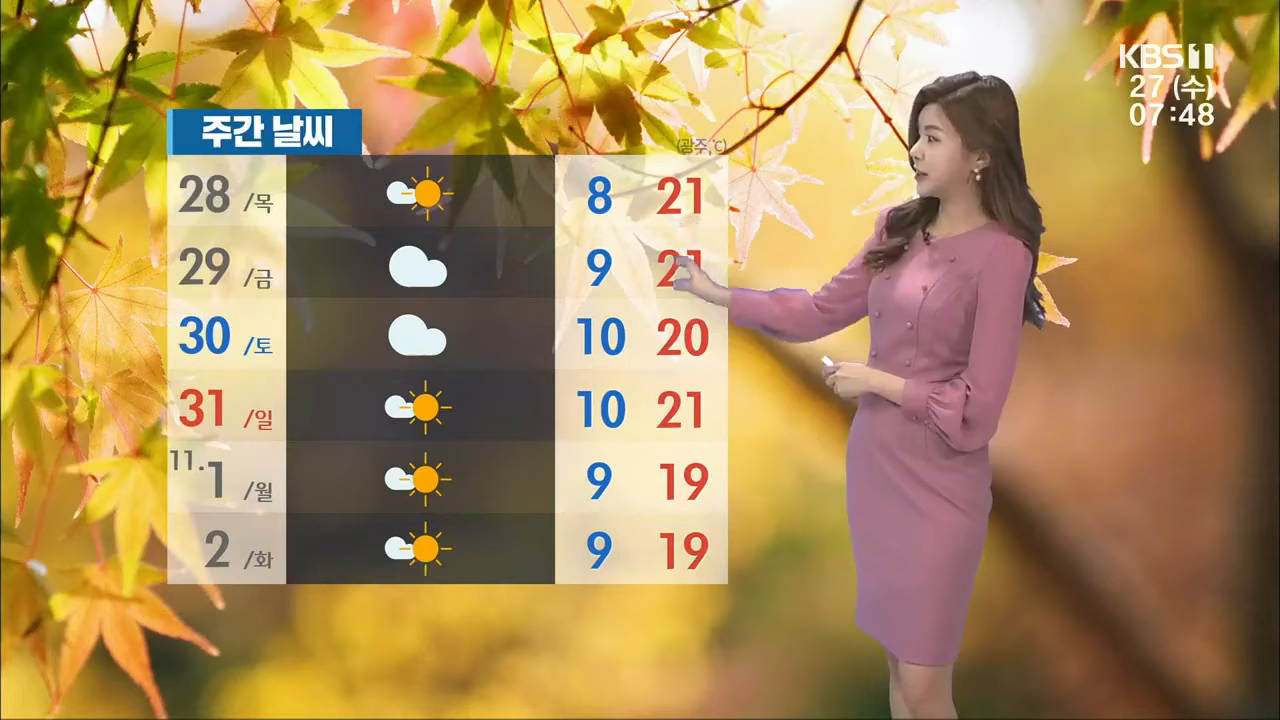 KBS 1
27 (수)
07:48
주간 날씨
(광주,℃)
28 /목 8 21
29 /금 9 21
30 /토 10 20
31 /일 10 21
11.1 /월 9 19
2 /화 9 19